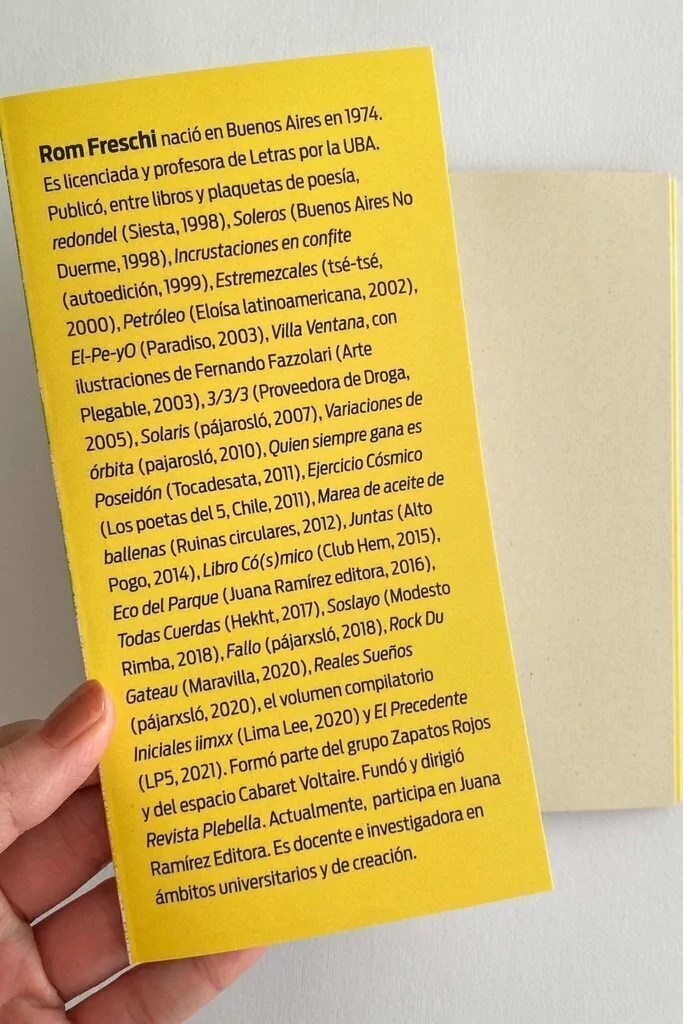 Rom Freschi nació en Buenos Aires en 1974.
Es licenciada y profesora de Letras por la UBA.
Publicó, entre libros y plaquetas de poesía,
redondel (Siesta, 1998), Soleros (Buenos Aires No
Duerme, 1998), Incrustaciones en confite
(autoedición, 1999), Estremezcales (tsé-tsé,
2000), Petróleo (Eloísa latinoamericana, 2002),
El-Pe-yO (Paradiso, 2003), Villa Ventana, con
ilustraciones de Fernando Fazzolari (Arte
Plegable, 2003), 3/3/3 (Proveedora de Droga,
2005), Solaris (pájarosló, 2007), Variaciones de
órbita (pajarosló, 2010), Quien siempre gana es
Poseidón (Tocadesata, 2011), Ejercicio Cósmico
(Los poetas del 5, Chile, 2011), Marea de aceite de
ballenas (Ruinas circulares, 2012), Juntas (Alto
Pogo, 2014), Libro Có(s)mico (Club Hem, 2015),
Eco del Parque (Juana Ramírez editora, 2016),
Todas Cuerdas (Hekht, 2017), Soslayo (Modesto
Rimba, 2018), Fallo (pájarxsló, 2018), Rock Du
Gateau (Maravilla, 2020), Reales Sueños
(pájarxsló, 2020), el volumen compilatorio
Iniciales iimxx (Lima Lee, 2020) y El Precedente
(LP5, 2021). Formó parte del grupo Zapatos Rojos
y del espacio Cabaret Voltaire. Fundó y dirigió
Revista Plebella. Actualmente, participa en Juana
Ramírez Editora. Es docente e investigadora en
ámbitos universitarios y de creación.